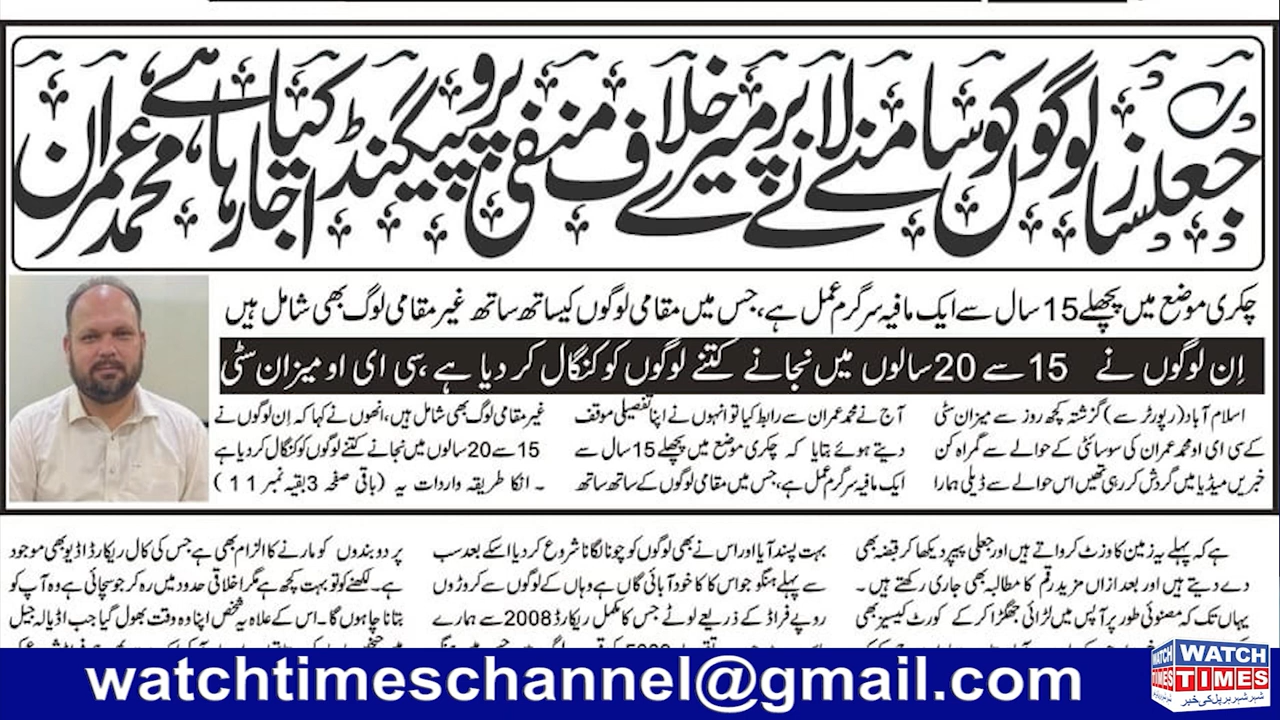 جعلساز لوگوں کو سامنے لانے پر میرے خلاف منفی پروپیگنڈا کیا جا رہا ہے محمد عمران
چکری موضع میں پچھلے 15 سال سے ایک مافیہ سرگرم عمل ہے، جس میں مقامی لوگوں کیساتھ ساتھ غیر مقامی لوگ بھی شامل ہیں
اِن لوگوں نے 15 سے 20 سالوں میں نجانے کتنے لوگوں کو کنگال کر دیا ہے، سی ای او میزان سٹی
اسلام آباد (رپورٹر سے) گزشتہ کچھ روز سے میزان سٹی
کے سی ای او محمد عمران کی سوسائٹی کے حوالے سے گمراہ کن
خبریں میڈیا میں گردش کر رہی تھیں اس حوالے سے ڈیلی ہمارا
آج نے محمد عمران سے رابطہ کیا تو انہوں نے اپنا تفصیلی موقف
دیتے ہوئے بتایا کہ چکری موضع میں پچھلے 15 سال سے
ایک مافیہ سرگرم عمل ہے، جس میں مقامی لوگوں کے ساتھ ساتھ
غیر مقامی لوگ بھی شامل ہیں، انھوں نے کہا کہ اِن لوگوں نے
15 سے 20 سالوں میں نجانے کتنے لوگوں کو کنگال کر دیا ہے
۔ انکا طریقہ واردات یہ (باقی صفحہ 3 بقیہ نمبر 11)
ہے کہ پہلے یہ زمین کا وزٹ کرواتے ہیں اور جعلی پیپر دیکھا کر قبضہ بھی
دے دیتے ہیں اور بعد ازاں مزید رقم کا مطالبہ بھی جاری رکھتے ہیں ۔
یہاں تک کہ مصنوعی طور پر آپس میں لڑائی جھگڑا کر کے کورٹ کیسیز بھی
بہت پسند آیا اور اس نے بھی لوگوں کو چونا لگانا شروع کر دیا اسکے بعد سب
سے پہلے ہنگو جو اس کا کا خود آبائی گاں ہے وہاں کے لوگوں سے کروڑوں
روپے فراڈ کے ذریعے لوٹے جس کا مکمل ریکارڈ 2008 سے ہمارے
پر دو بندوں کو مارنے کا الزام بھی ہے جس کی کال ریکارڈ اڈیو بھی موجود
ہے۔ لکھنے کو تو بہت کچھ ہے مگر اخلاقی حدود میں رہ کر جو سچائی ہے وہ آپ کو
بتانا چاہوں گا۔ اس کے علاوہ یہ شخص اپنا وہ وقت بھول گیا جب اڈیالہ جیل
watchtimeschannel@gmail.com
WATCH TIMES
WATCH
TIMES
شہر شہر ہر پل کی خبر